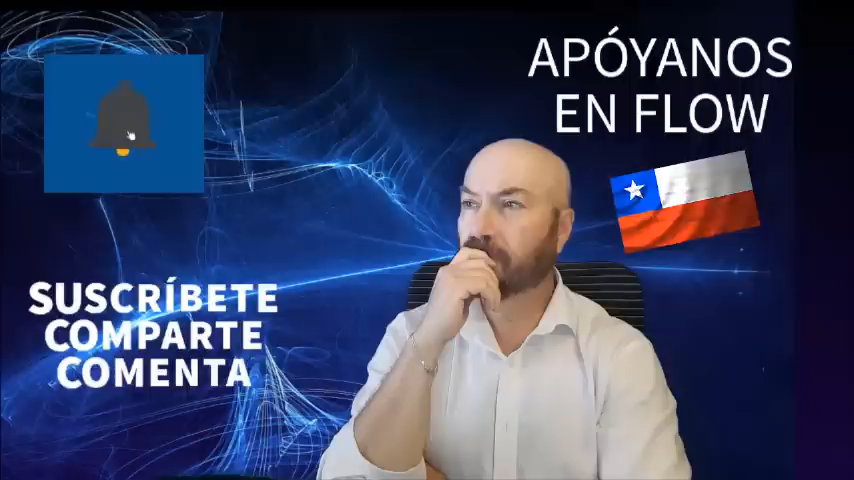 APÓYANOS
EN FLOW
SUSCRÍBETE
COMPARTE
COMENTA